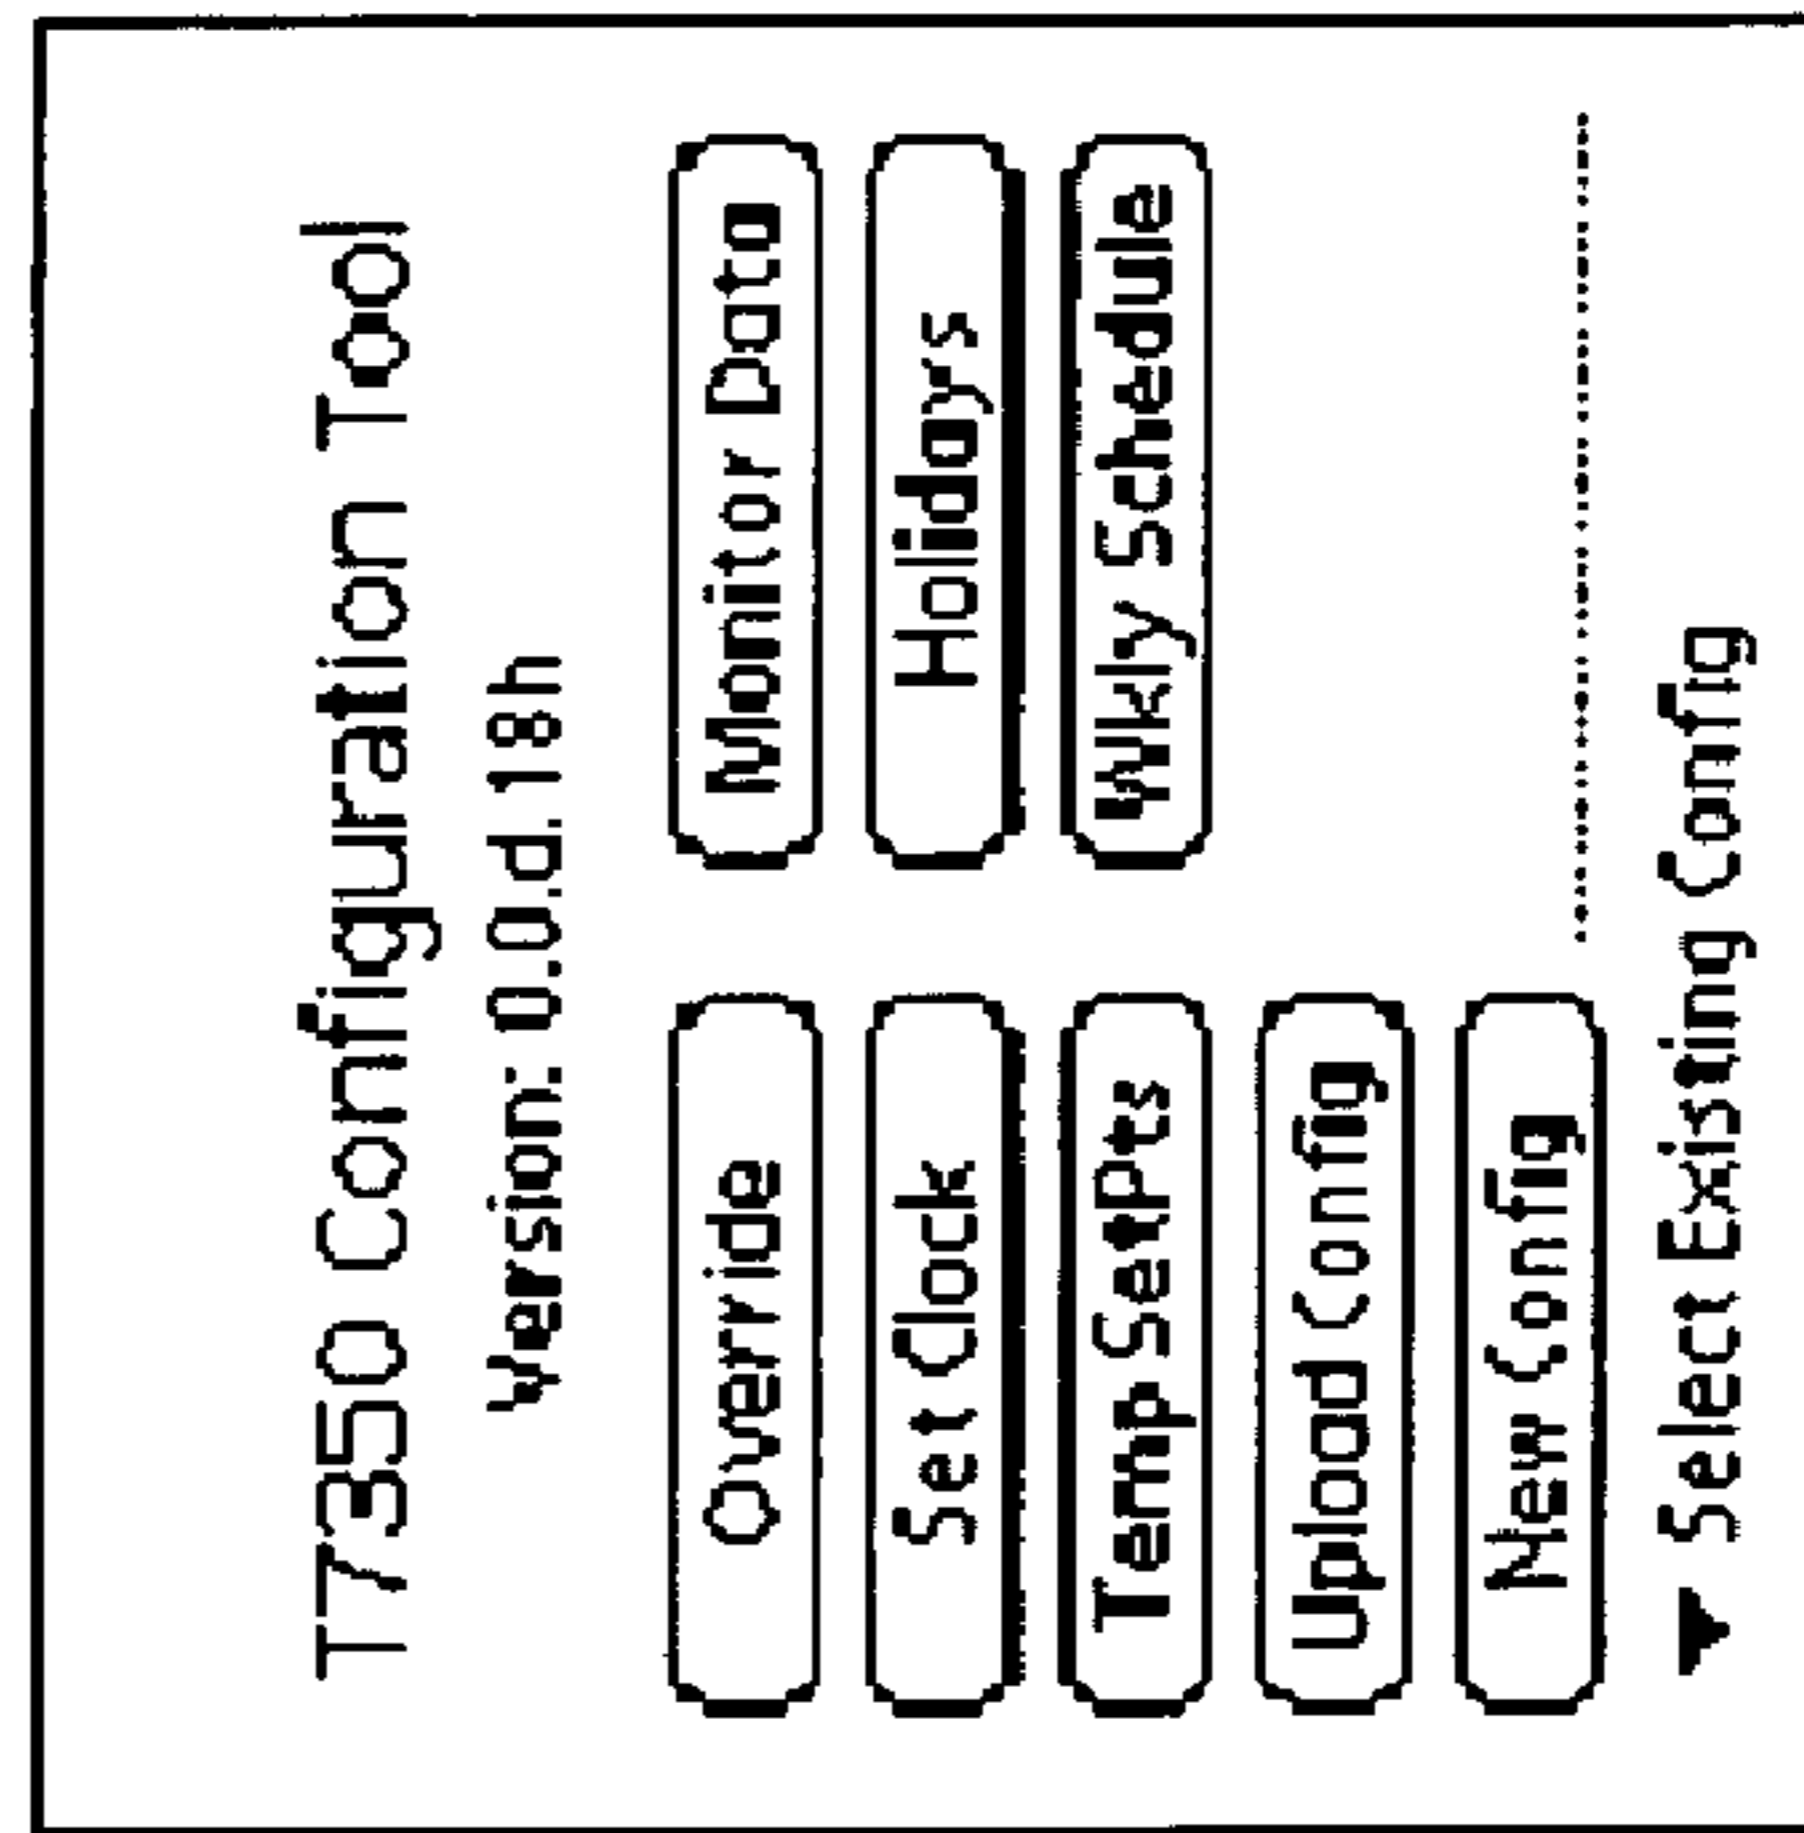 T7350 Configuration Tool
Version: 0.0.d.18h
Override Monitor Data
Set Clock Holidays
Temp SetPts Wkly Schedule
Upload Config
New Config
▼ Select Existing Config